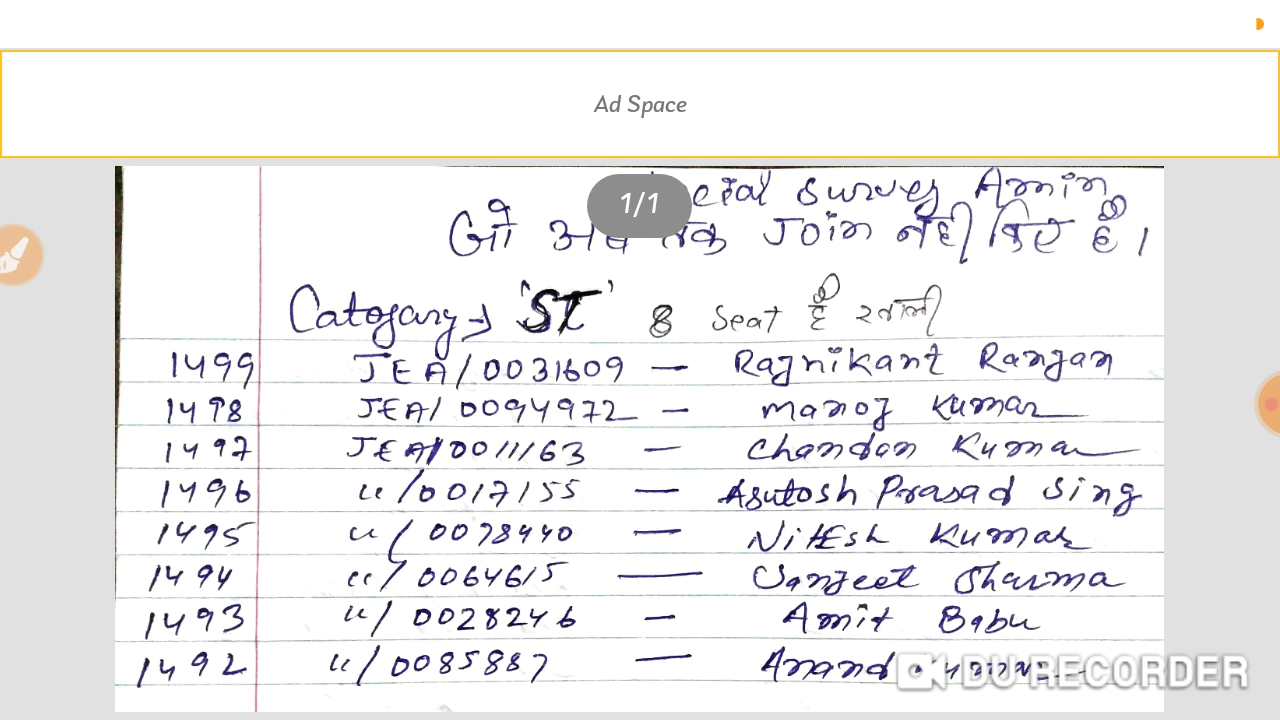 Ad Space
1/1
Survey Amin
जो अब तक Join नही किए है।
Catogary → 'ST' 8 Seat है खाली
1499 JEA/0031609 — Rajnikant Ranjan
1498 JEA/0094972 — Manoj Kumar
1497 JEA/0011163 — Chandan Kumar
1496 " /0017155 — Asutosh Prasad Sing
1495 " / 0078440 — Nitesh Kumar
1494 " / 0064615 — Sanjeet Sharma
1493 " / 0028246 — Amit Babu
1492 " / 0085887 — Anand
DU RECORDER